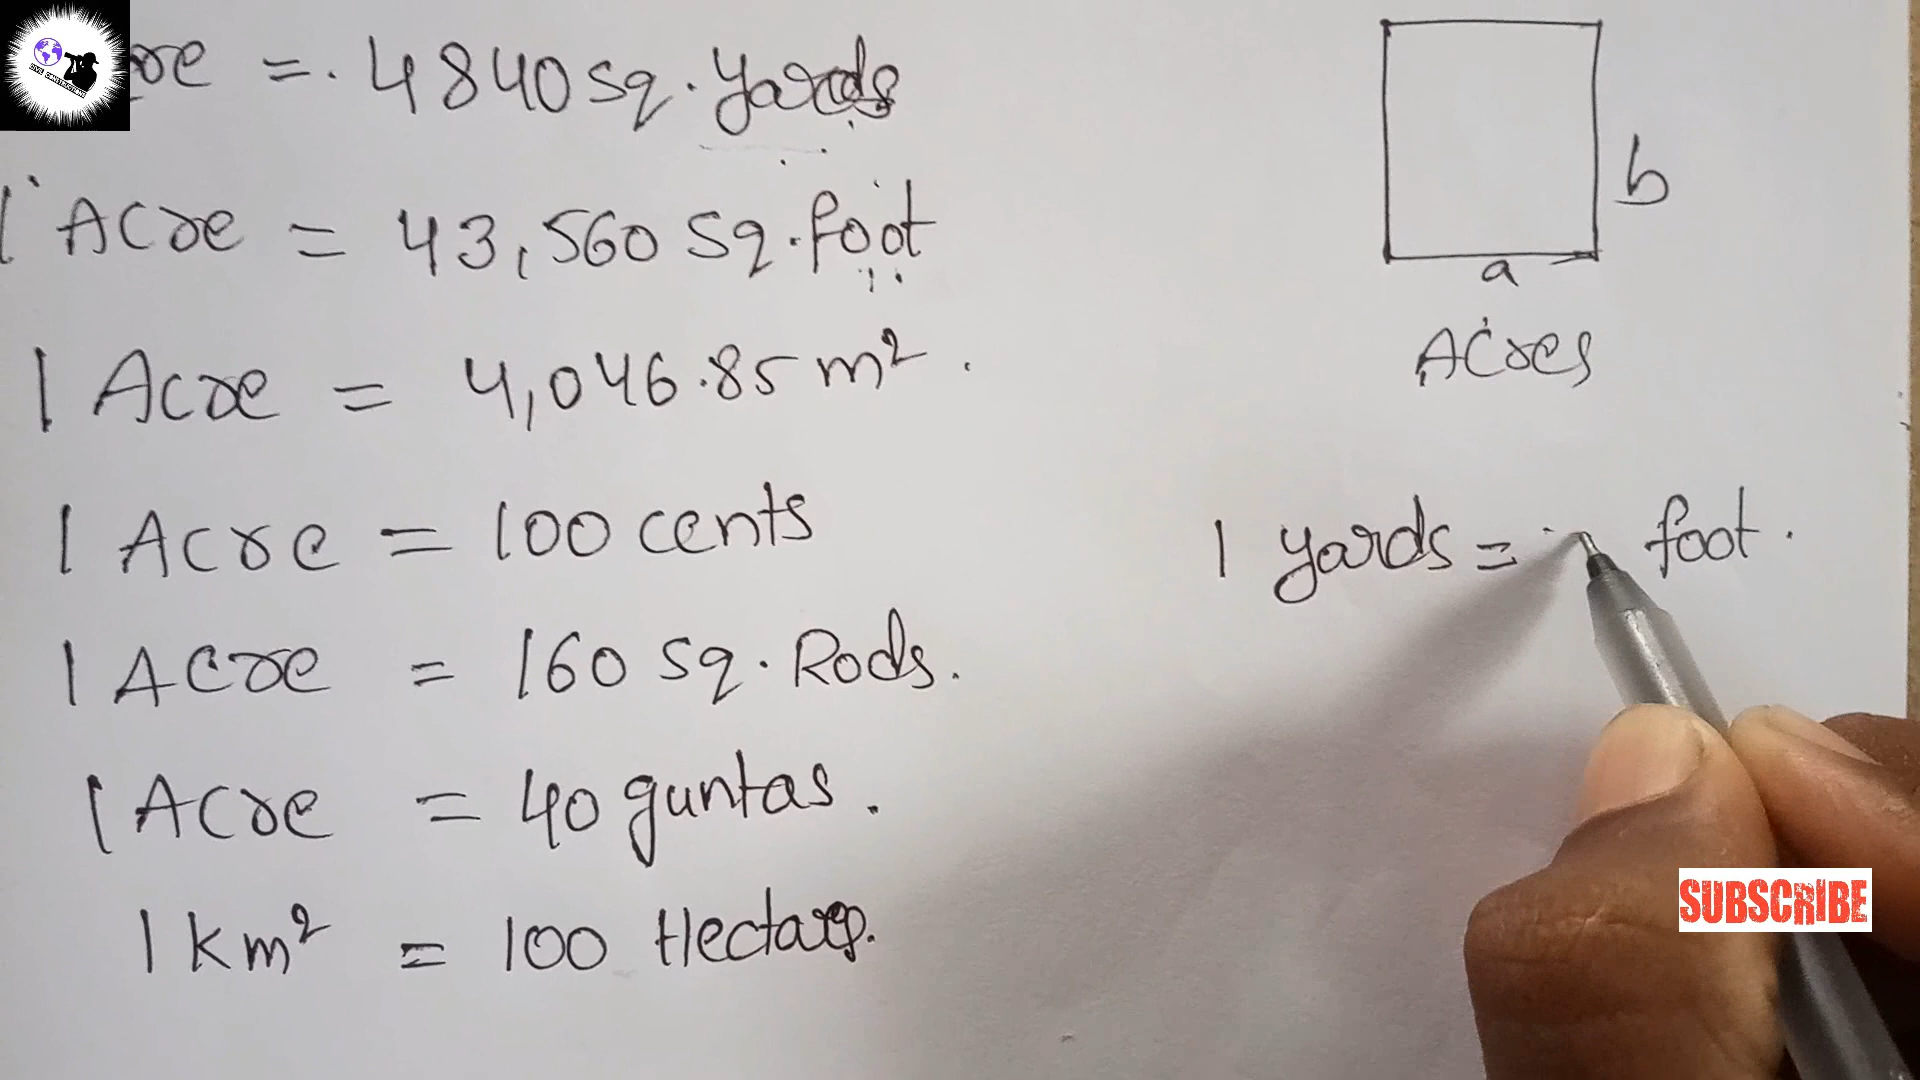 = 4840 sq. yards
1 Acre = 43,560 sq. foot
1 Acre = 4,046.85 m²
1 Acre = 100 cents
1 Acre = 160 sq. Rods.
1 Acre = 40 guntas.
1 km² = 100 Hectares.
b
a
Acres
1 yards = foot.
SUBSCRIBE